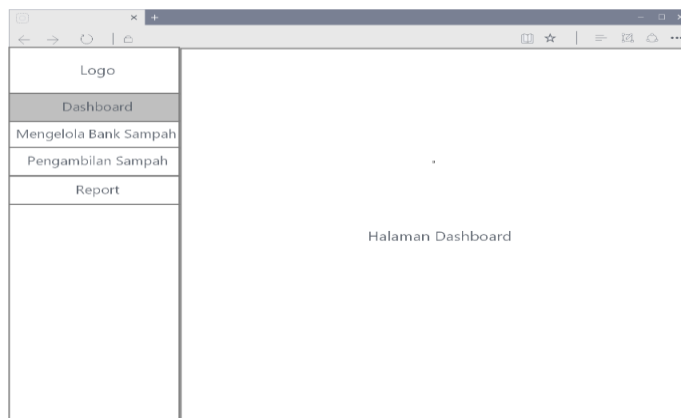 Logo
Dashboard
Mengelola Bank Sampah
Pengambilan Sampah
Report
Halaman Dashboard